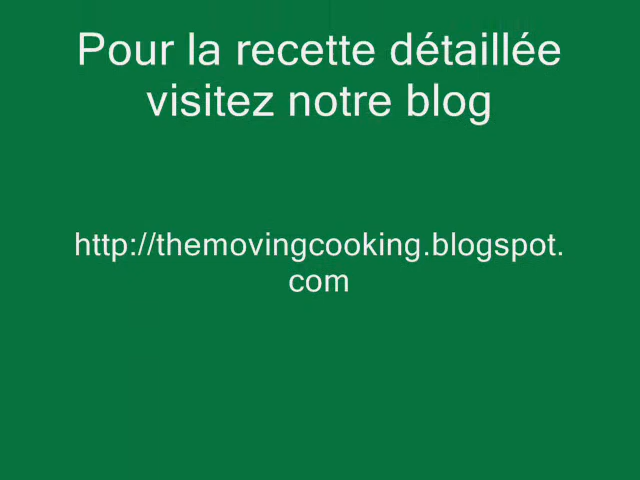 Pour la recette détaillée
visitez notre blog
http://themovingcooking.blogspot.
com